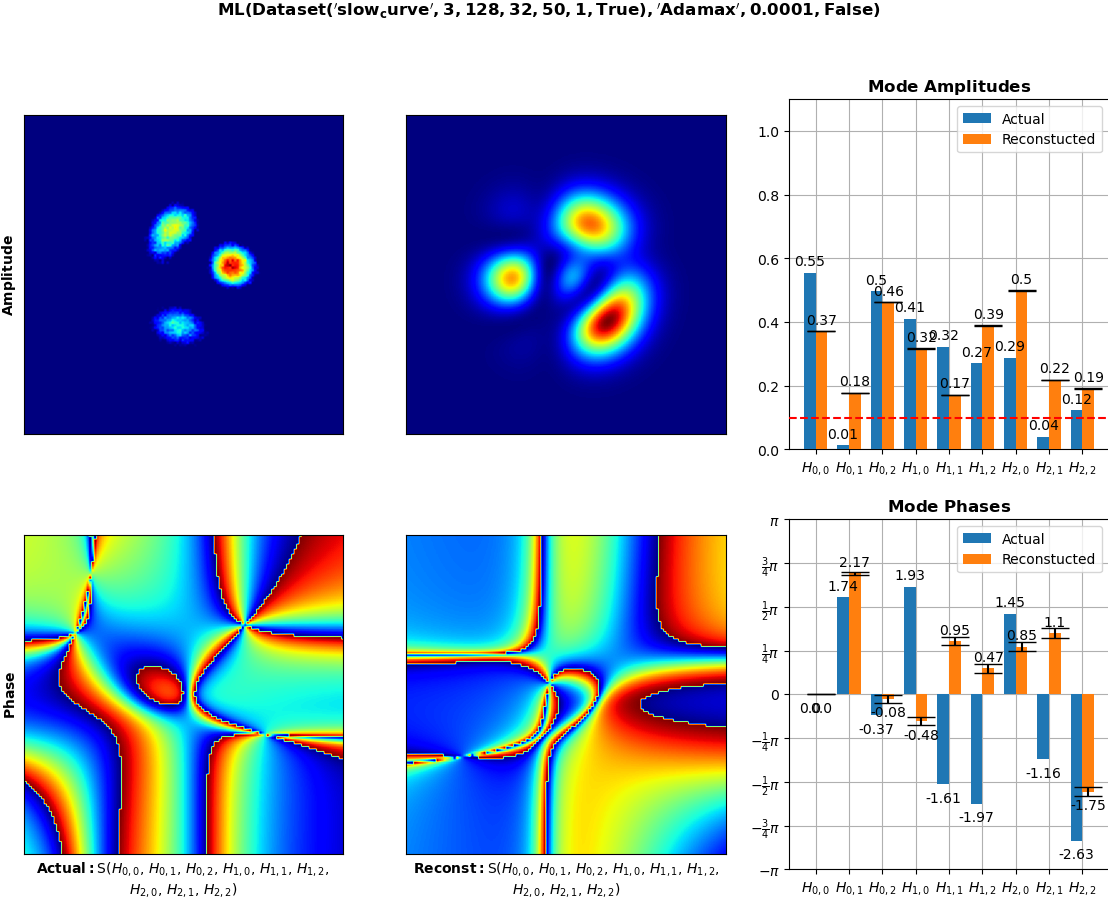 ML(Dataset('slow_curve', 3, 128, 32, 50, 1, True), 'Adamax', 0.0001, False)
Amplitude
Mode Amplitudes
Actual
Reconstucted
1.0
0.8
0.6
0.4
0.2
0.0
0.55
0.37
0.01
0.18
0.5
0.46
0.41
0.32
0.32
0.17
0.27
0.39
0.29
0.5
0.04
0.22
0.12
0.19
H0,0 H0,1 H0,2 H1,0 H1,1 H1,2 H2,0 H2,1 H2,2
Phase
Actual: S(H0,0, H0,1, H0,2, H1,0, H1,1, H1,2,
H2,0, H2,1, H2,2)
Reconst: S(H0,0, H0,1, H0,2, H1,0, H1,1, H1,2,
H2,0, H2,1, H2,2)
Mode Phases
Actual
Reconstucted
π
3/4π
1/2π
1/4π
0
−1/4π
−1/2π
−3/4π
−π
0.0
0.0
1.74
2.17
-0.37
-0.08
1.93
-0.48
-1.61
0.95
-1.97
0.47
1.45
0.85
-1.16
1.1
-2.63
-1.75
H0,0 H0,1 H0,2 H1,0 H1,1 H1,2 H2,0 H2,1 H2,2